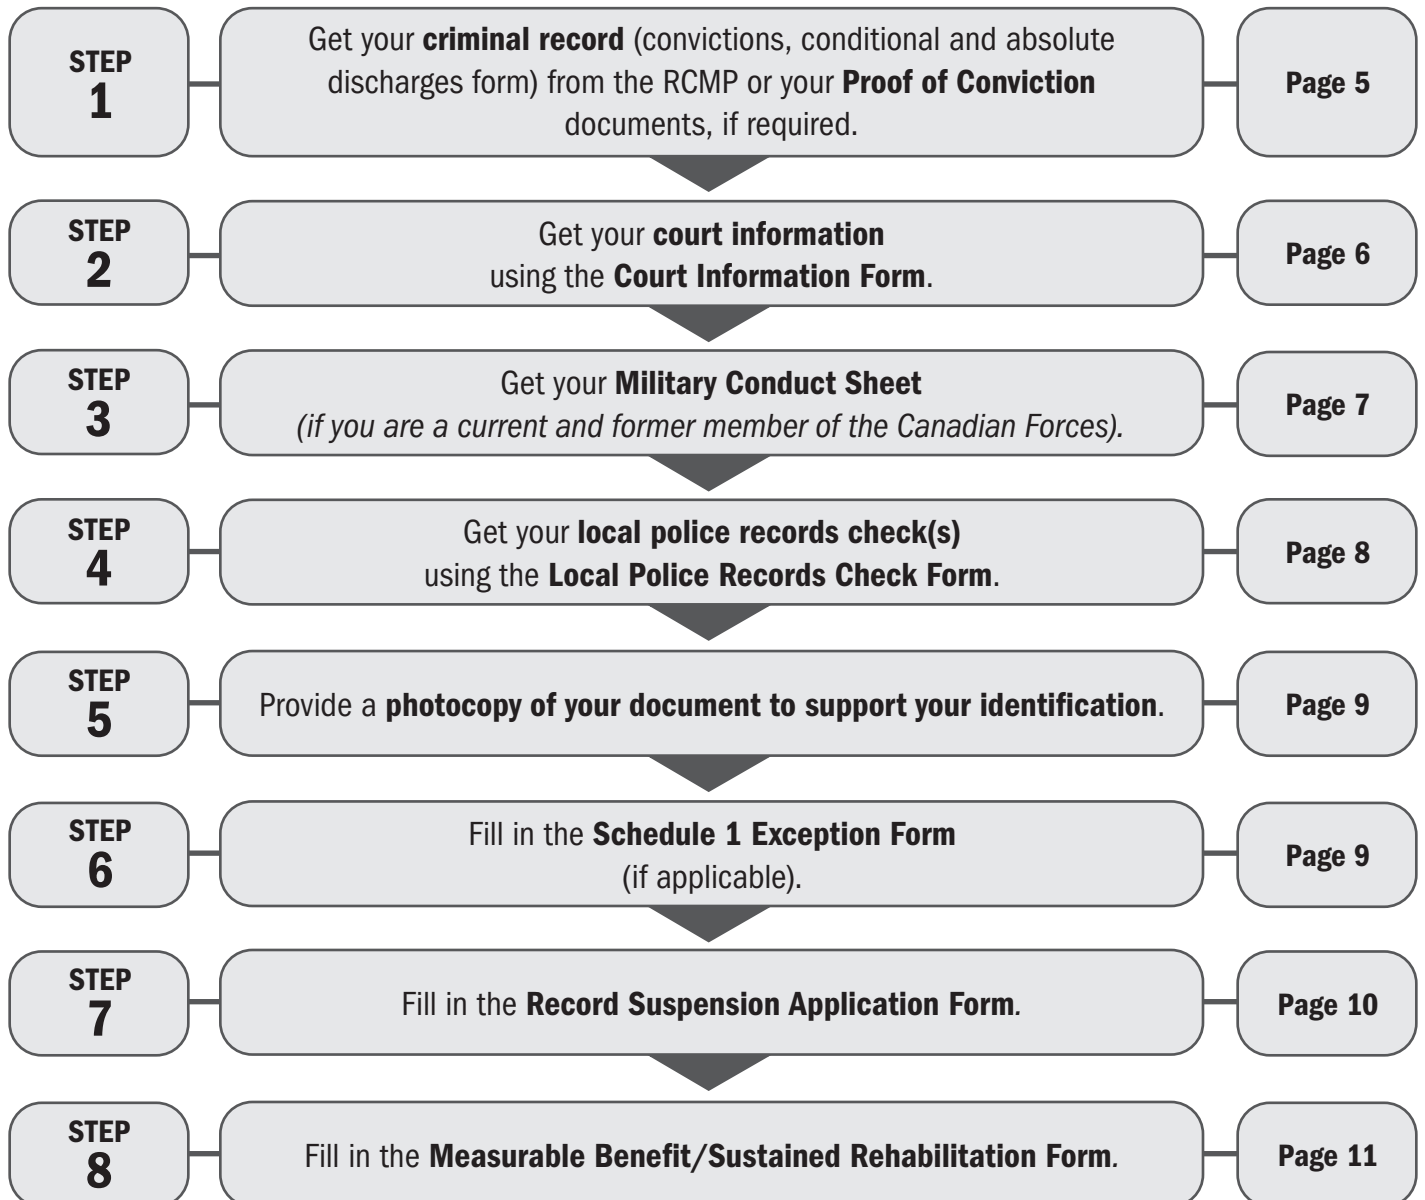 STEP
1
Get your criminal record (convictions, conditional and absolute
discharges form) from the RCMP or your Proof of Conviction
documents, if required.
Page 5
STEP
2
Get your court information
using the Court Information Form.
Page 6
STEP
3
Get your Military Conduct Sheet
(if you are a current and former member of the Canadian Forces).
Page 7
STEP
4
Get your local police records check(s)
using the Local Police Records Check Form.
Page 8
STEP
5
Provide a photocopy of your document to support your identification.
Page 9
STEP
6
Fill in the Schedule 1 Exception Form
(if applicable).
Page 9
STEP
7
Fill in the Record Suspension Application Form.
Page 10
STEP
8
Fill in the Measurable Benefit/Sustained Rehabilitation Form.
Page 11